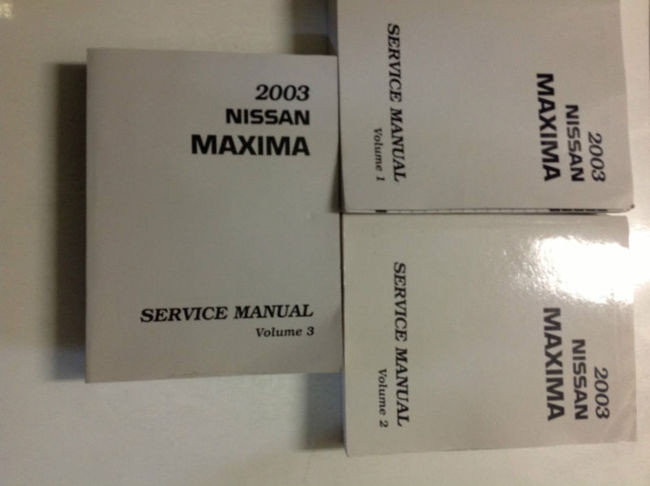 2003
NISSAN
MAXIMA
SERVICE MANUAL
Volume 3
2003
NISSAN
MAXIMA
SERVICE MANUAL
Volume 1
2003
NISSAN
MAXIMA
SERVICE MANUAL
Volume 2